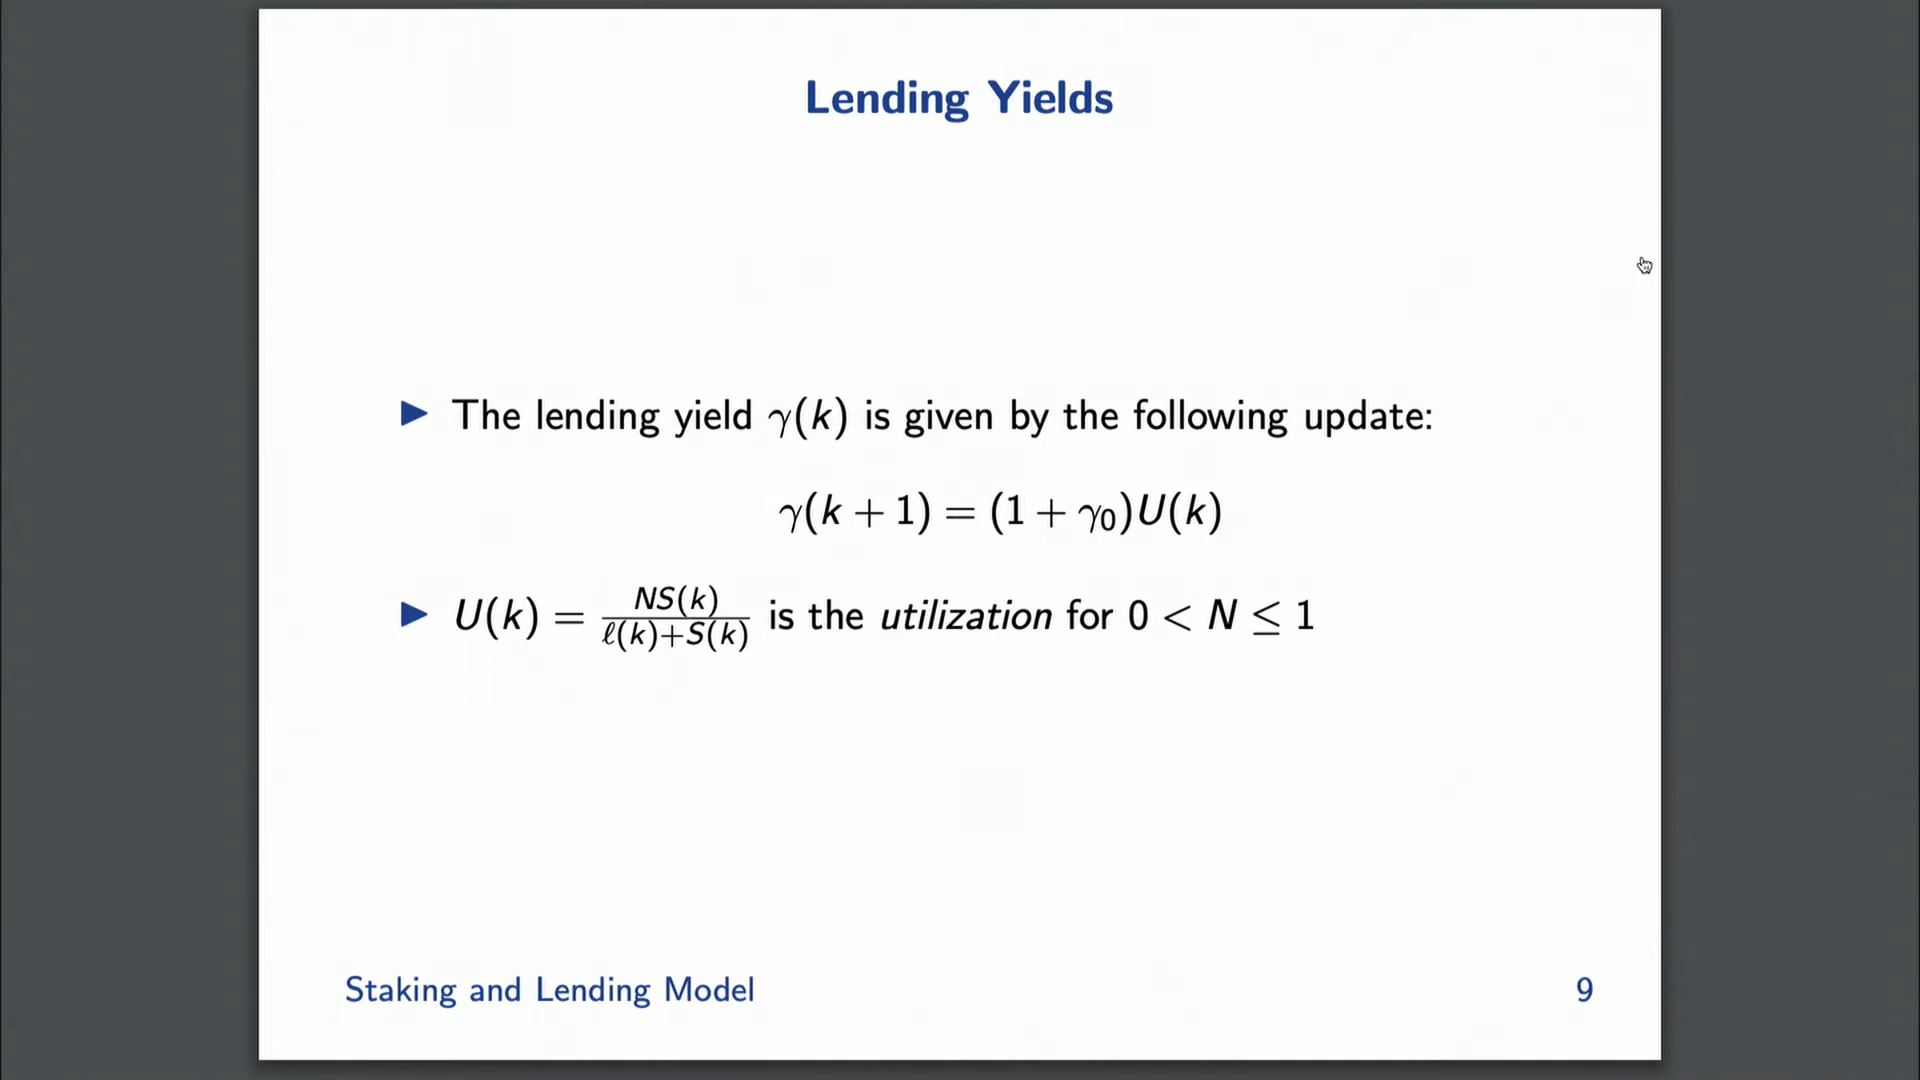 Lending Yields
▶ The lending yield γ(k) is given by the following update:
γ(k + 1) = (1 + γ₀)U(k)
▶ U(k) = NS(k) / ℓ(k)+S(k) is the utilization for 0 < N ≤ 1
Staking and Lending Model
9